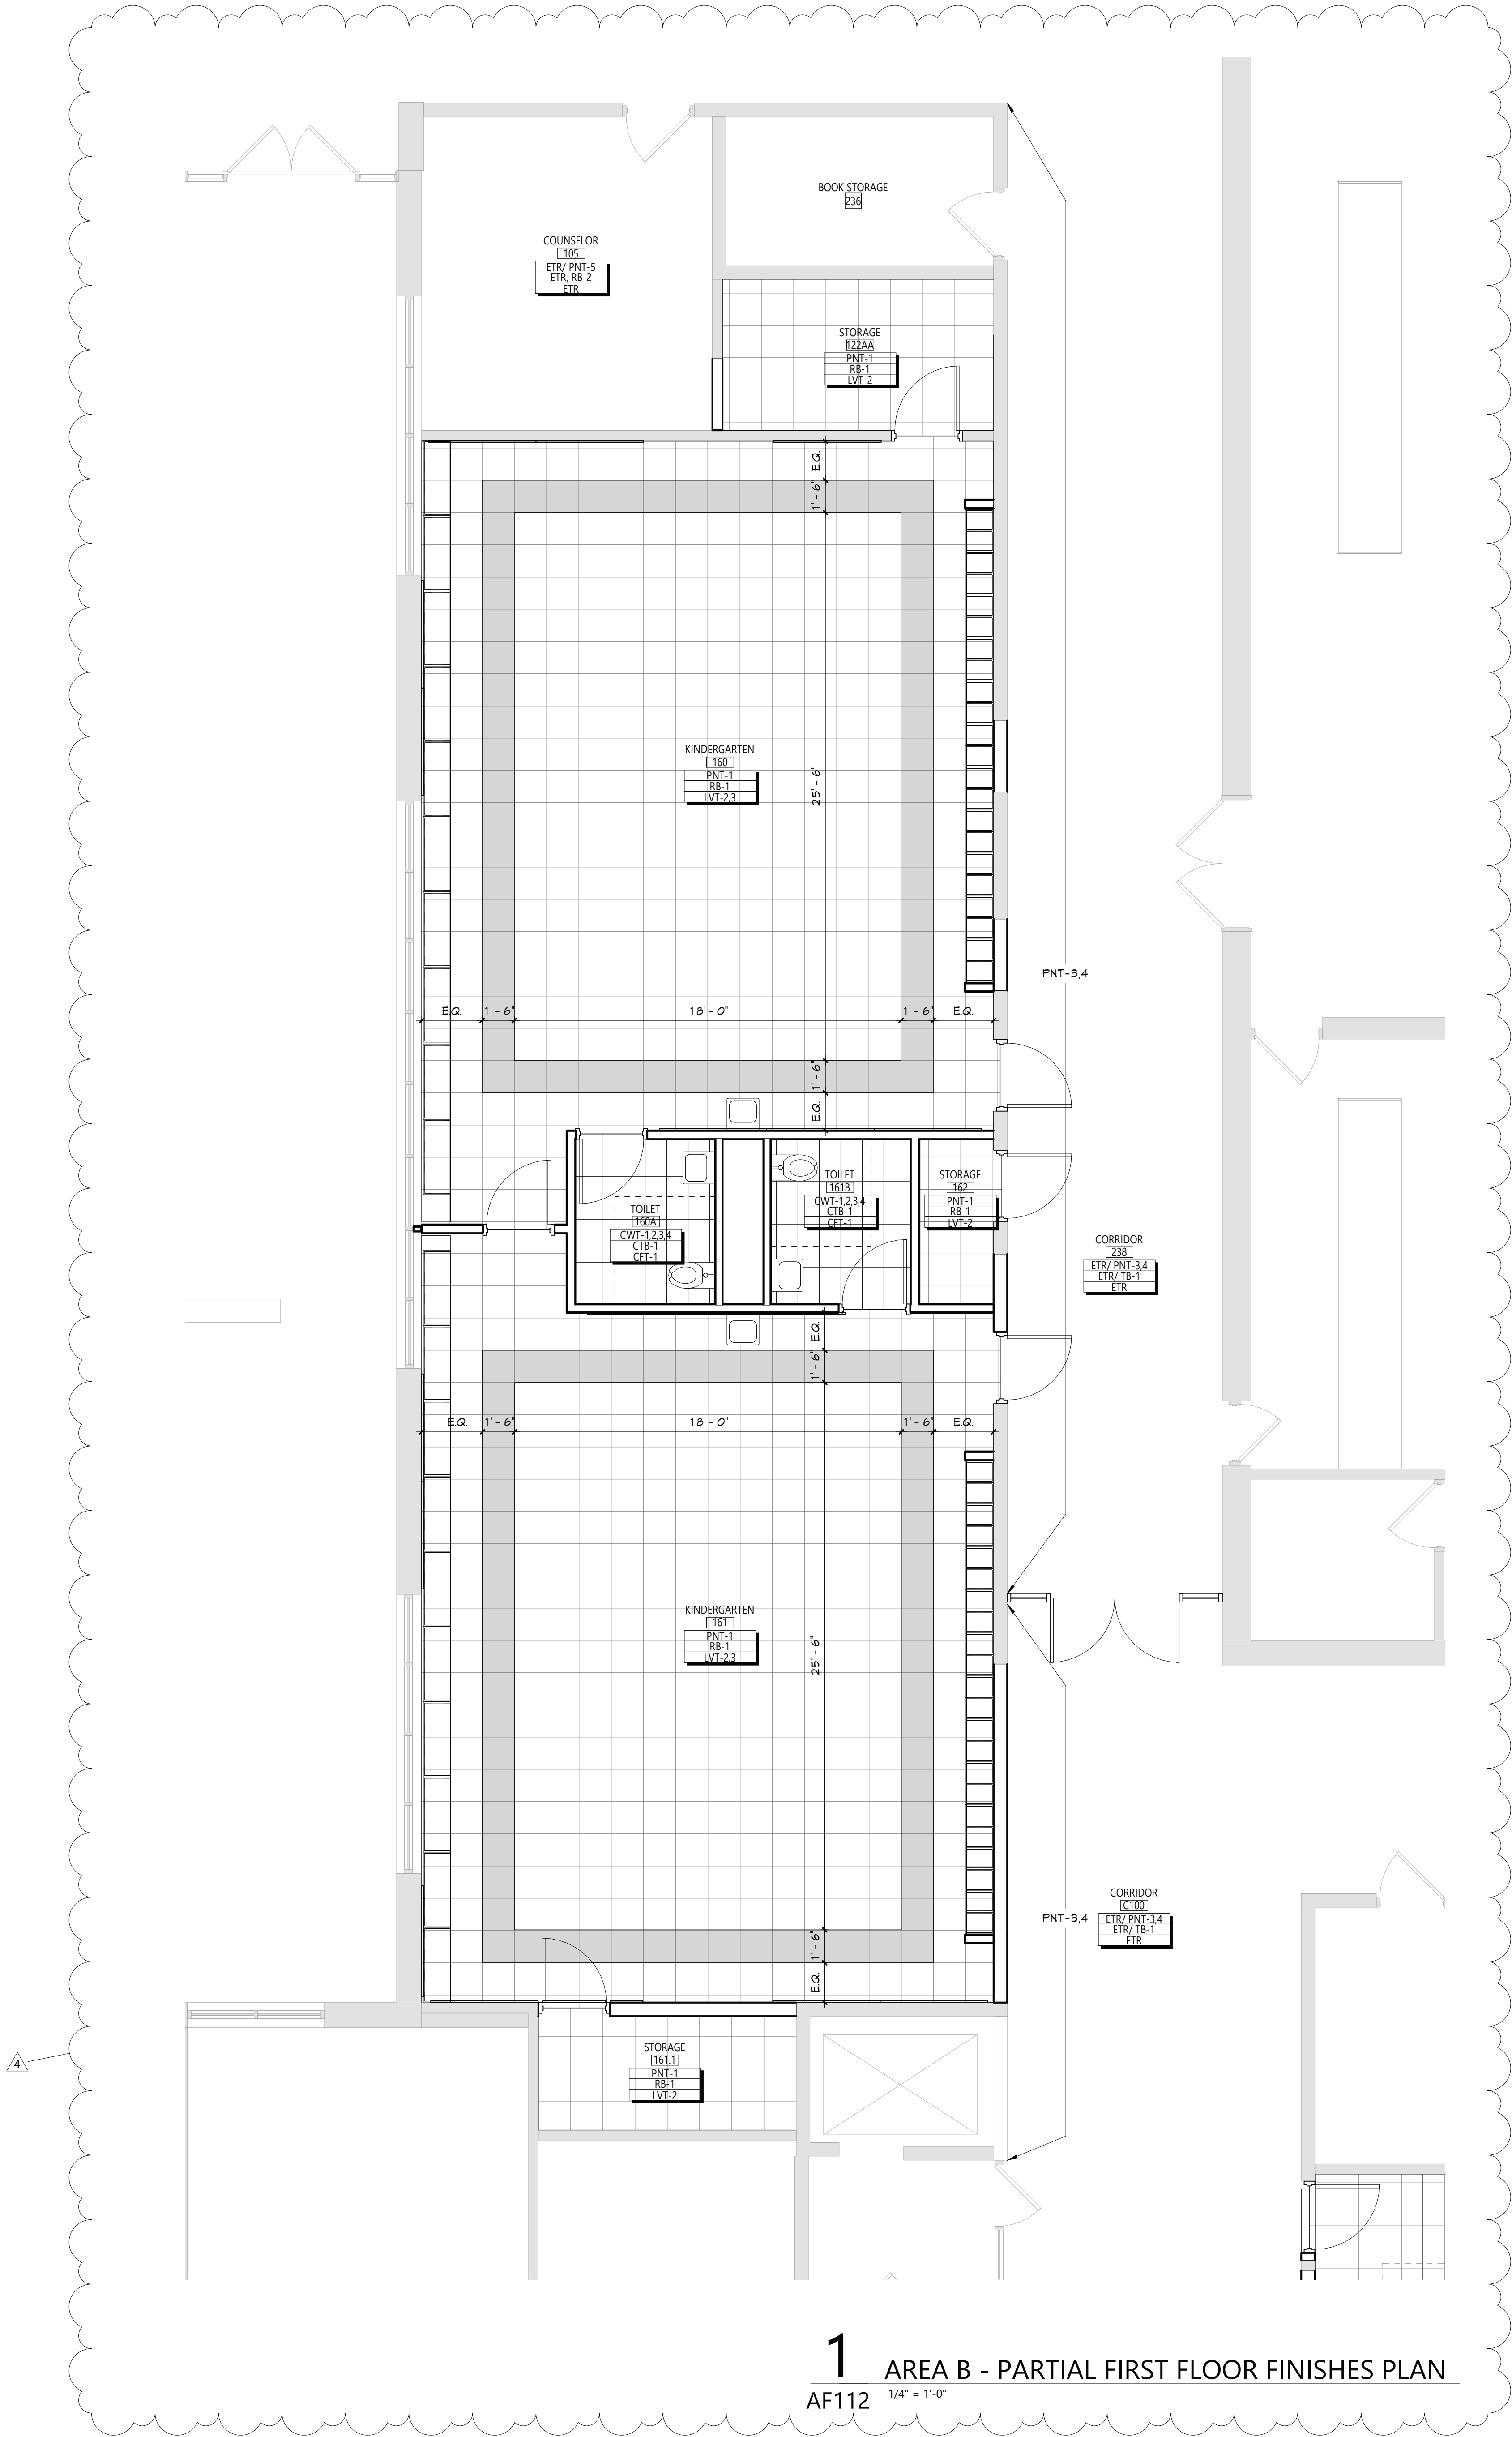 BOOK STORAGE
236
COUNSELOR
105
ETR/ PNT-5
ETR, RB-2
ETR
STORAGE
122AA
PNT-1
RB-1
LVT-2
E.Q.
1' - 6"
KINDERGARTEN
160
PNT-1
RB-1
LVT-2,3
25' - 6"
PNT-3,4
E.Q.
1' - 6"
18' - 0"
1' - 6"
E.Q.
1' - 6"
E.Q.
TOILET
160A
CWT-1,2,3,4
CTB-1
CFT-1
TOILET
161B
CWT-1,2,3,4
CTB-1
CFT-1
STORAGE
162
PNT-1
RB-1
LVT-2
CORRIDOR
238
ETR/ PNT-3,4
ETR/ TB-1
ETR
E.Q.
1' - 6"
E.Q.
1' - 6"
18' - 0"
1' - 6"
E.Q.
KINDERGARTEN
161
PNT-1
RB-1
LVT-2,3
25' - 6"
CORRIDOR
C100
ETR/ PNT-3,4
ETR/ TB-1
ETR
PNT-3,4
1' - 6"
E.Q.
STORAGE
161.1
PNT-1
RB-1
LVT-2
4
1
AREA B - PARTIAL FIRST FLOOR FINISHES PLAN
AF112
1/4" = 1'-0"